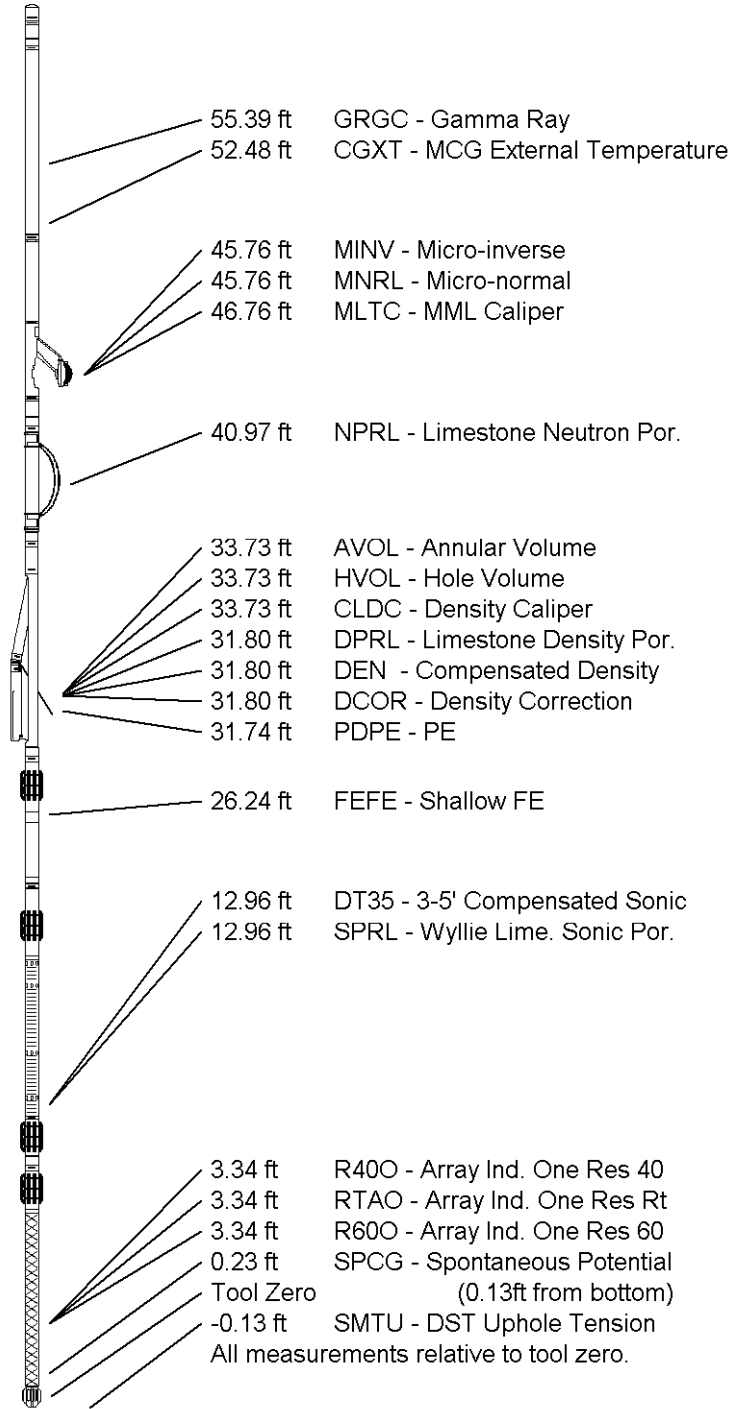 55.39 ft GRGC - Gamma Ray
52.48 ft CGXT - MCG External Temperature
45.76 ft MINV - Micro-inverse
45.76 ft MNRL - Micro-normal
46.76 ft MLTC - MML Caliper
40.97 ft NPRL - Limestone Neutron Por.
33.73 ft AVOL - Annular Volume
33.73 ft HVOL - Hole Volume
33.73 ft CLDC - Density Caliper
31.80 ft DPRL - Limestone Density Por.
31.80 ft DEN - Compensated Density
31.80 ft DCOR - Density Correction
31.74 ft PDPE - PE
26.24 ft FEFE - Shallow FE
12.96 ft DT35 - 3-5' Compensated Sonic
12.96 ft SPRL - Wyllie Lime. Sonic Por.
3.34 ft R40O - Array Ind. One Res 40
3.34 ft RTAO - Array Ind. One Res Rt
3.34 ft R60O - Array Ind. One Res 60
0.23 ft SPCG - Spontaneous Potential
Tool Zero (0.13ft from bottom)
-0.13 ft SMTU - DST Uphole Tension
All measurements relative to tool zero.